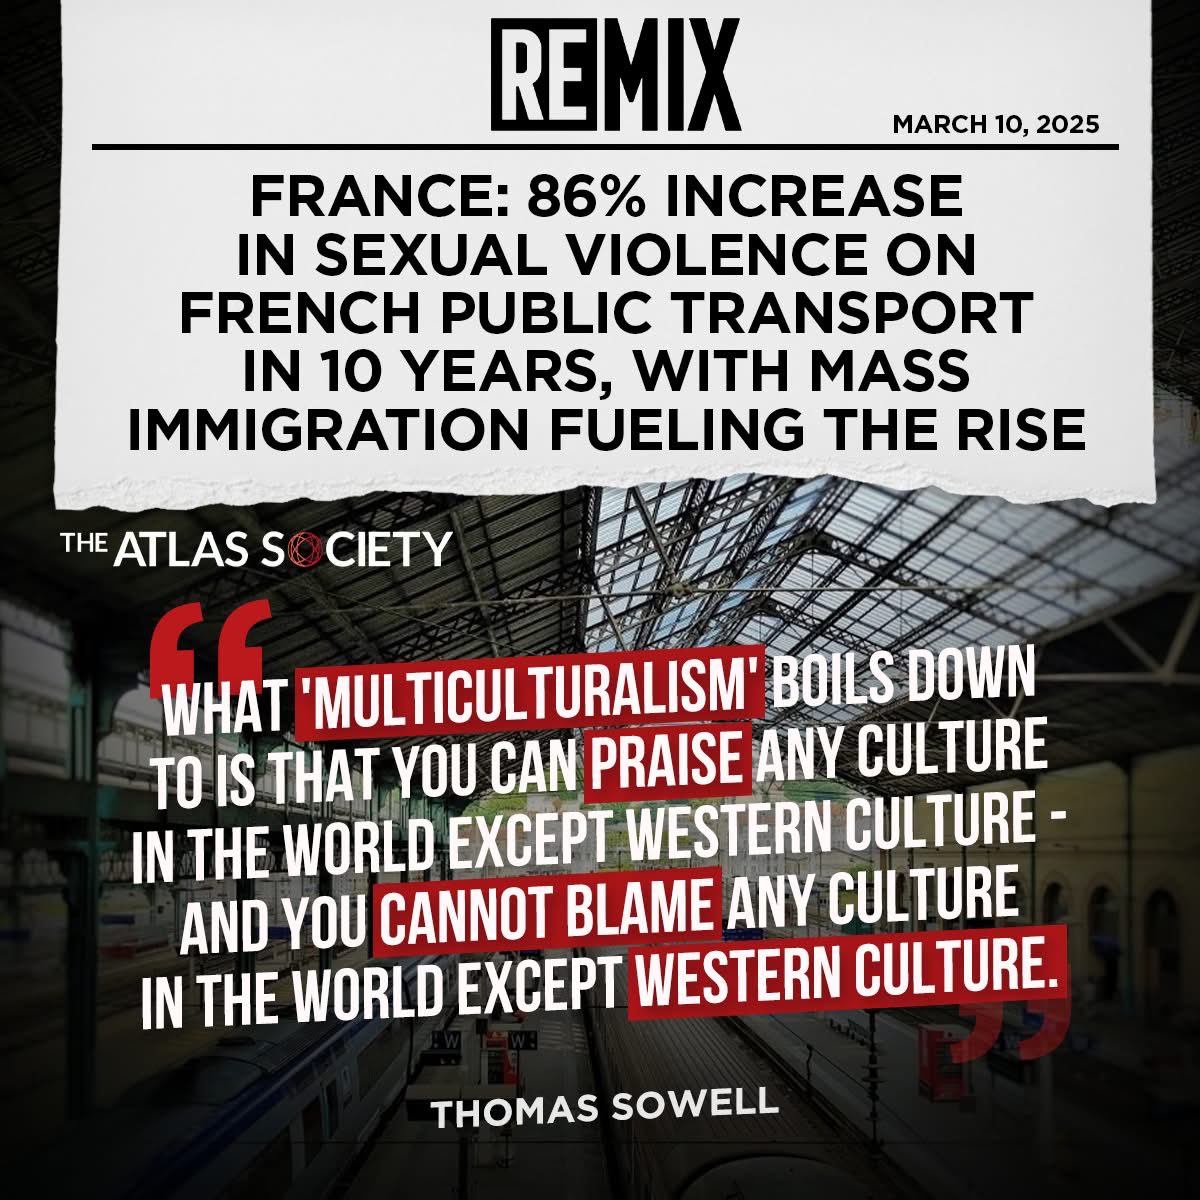 REMIX
MARCH 10, 2025
FRANCE: 86% INCREASE
IN SEXUAL VIOLENCE ON
FRENCH PUBLIC TRANSPORT
IN 10 YEARS, WITH MASS
IMMIGRATION FUELING THE RISE
THE ATLAS SOCIETY
“WHAT 'MULTICULTURALISM' BOILS DOWN
TO IS THAT YOU CAN PRAISE ANY CULTURE
IN THE WORLD EXCEPT WESTERN CULTURE -
AND YOU CANNOT BLAME ANY CULTURE
IN THE WORLD EXCEPT WESTERN CULTURE.”
W W
THOMAS SOWELL